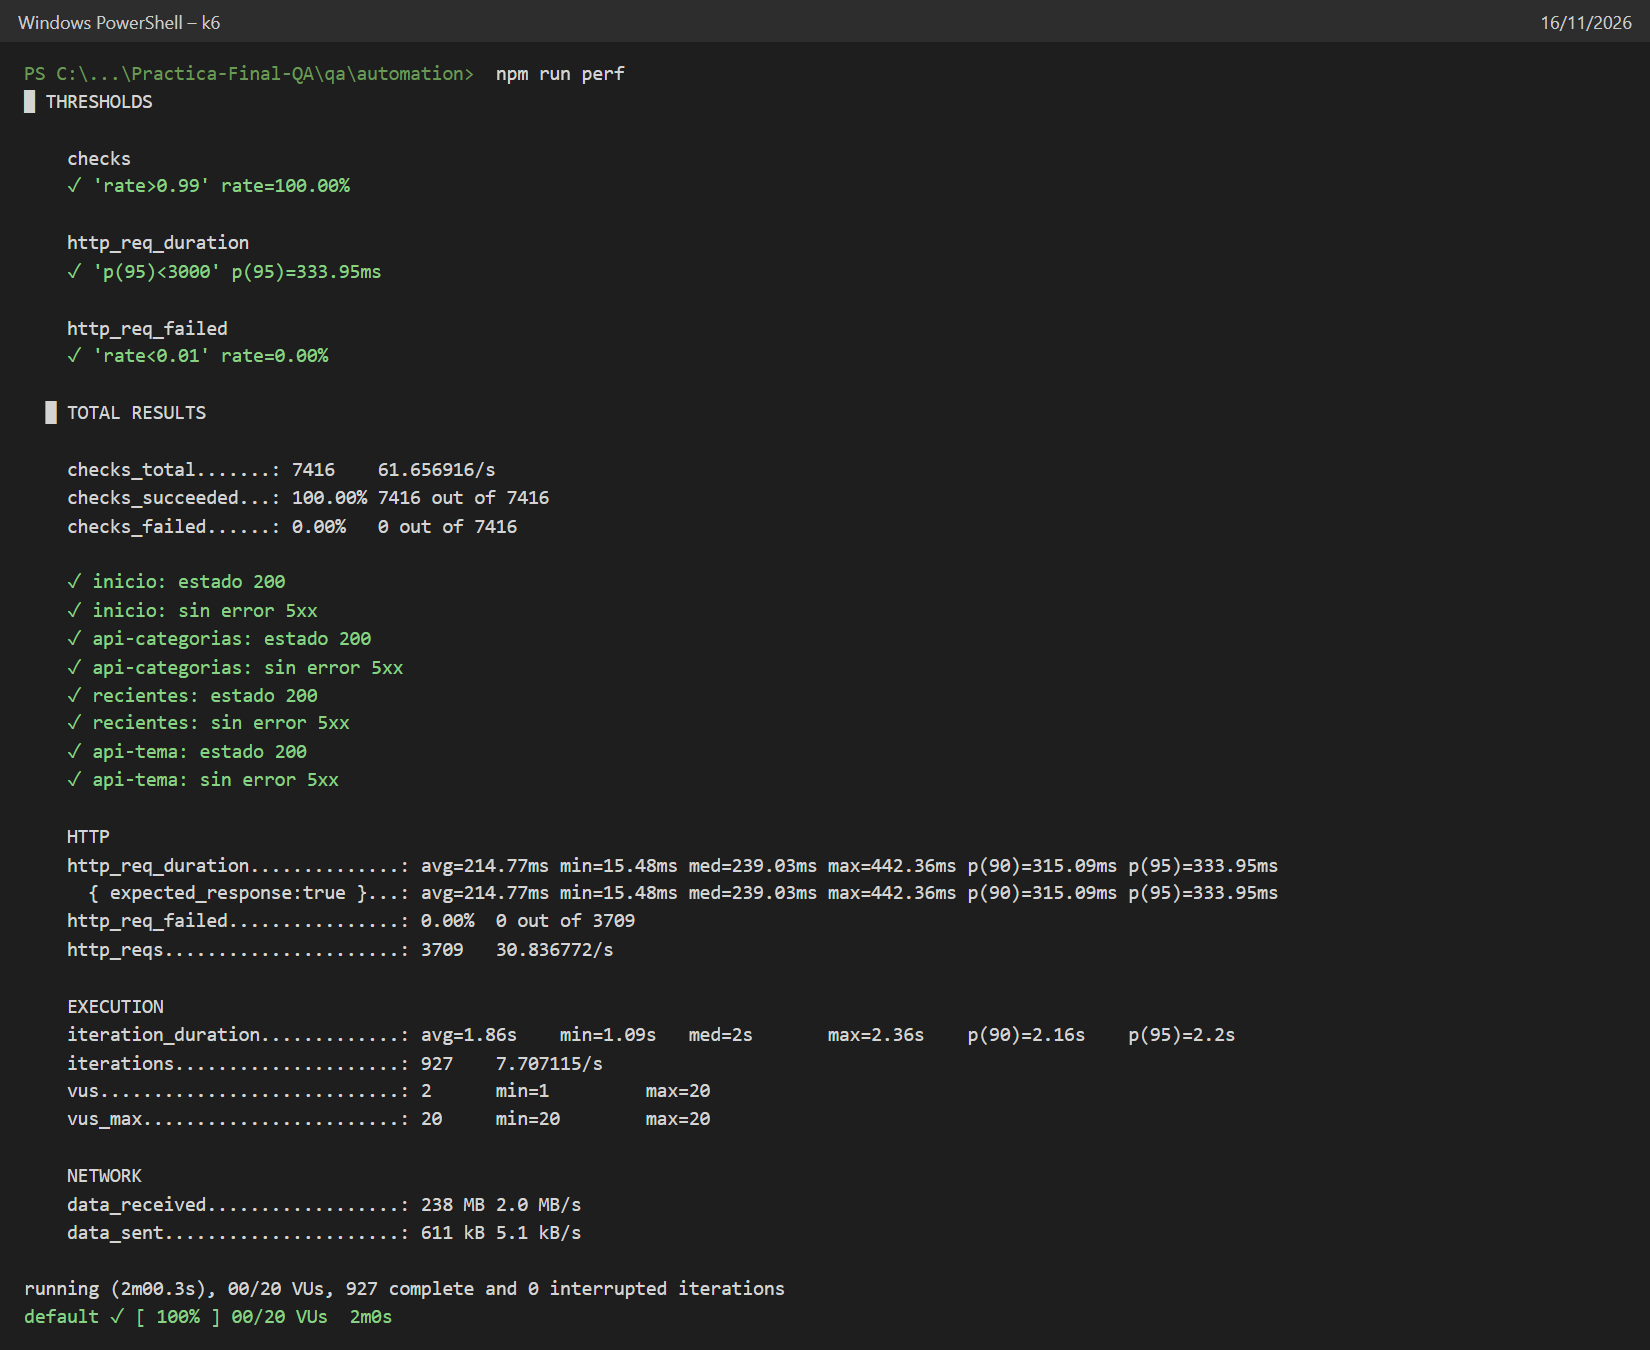 Windows PowerShell – k6
16/11/2026
PS C:\...\Practica-Final-QA\qa\automation>  npm run perf
█ THRESHOLDS
checks
✓ 'rate>0.99' rate=100.00%
http_req_duration
✓ 'p(95)<3000' p(95)=333.95ms
http_req_failed
✓ 'rate<0.01' rate=0.00%
█ TOTAL RESULTS
checks_total.......: 7416    61.656916/s
checks_succeeded...: 100.00% 7416 out of 7416
checks_failed......: 0.00%   0 out of 7416
✓ inicio: estado 200
✓ inicio: sin error 5xx
✓ api-categorias: estado 200
✓ api-categorias: sin error 5xx
✓ recientes: estado 200
✓ recientes: sin error 5xx
✓ api-tema: estado 200
✓ api-tema: sin error 5xx
HTTP
http_req_duration..............: avg=214.77ms min=15.48ms med=239.03ms max=442.36ms p(90)=315.09ms p(95)=333.95ms
{ expected_response:true }...: avg=214.77ms min=15.48ms med=239.03ms max=442.36ms p(90)=315.09ms p(95)=333.95ms
http_req_failed................: 0.00%  0 out of 3709
http_reqs......................: 3709   30.836772/s
EXECUTION
iteration_duration.............: avg=1.86s    min=1.09s   med=2s       max=2.36s    p(90)=2.16s    p(95)=2.2s
iterations.....................: 927    7.707115/s
vus............................: 2      min=1         max=20
vus_max........................: 20     min=20        max=20
NETWORK
data_received..................: 238 MB 2.0 MB/s
data_sent......................: 611 kB 5.1 kB/s
running (2m00.3s), 00/20 VUs, 927 complete and 0 interrupted iterations
default ✓ [ 100% ] 00/20 VUs  2m0s